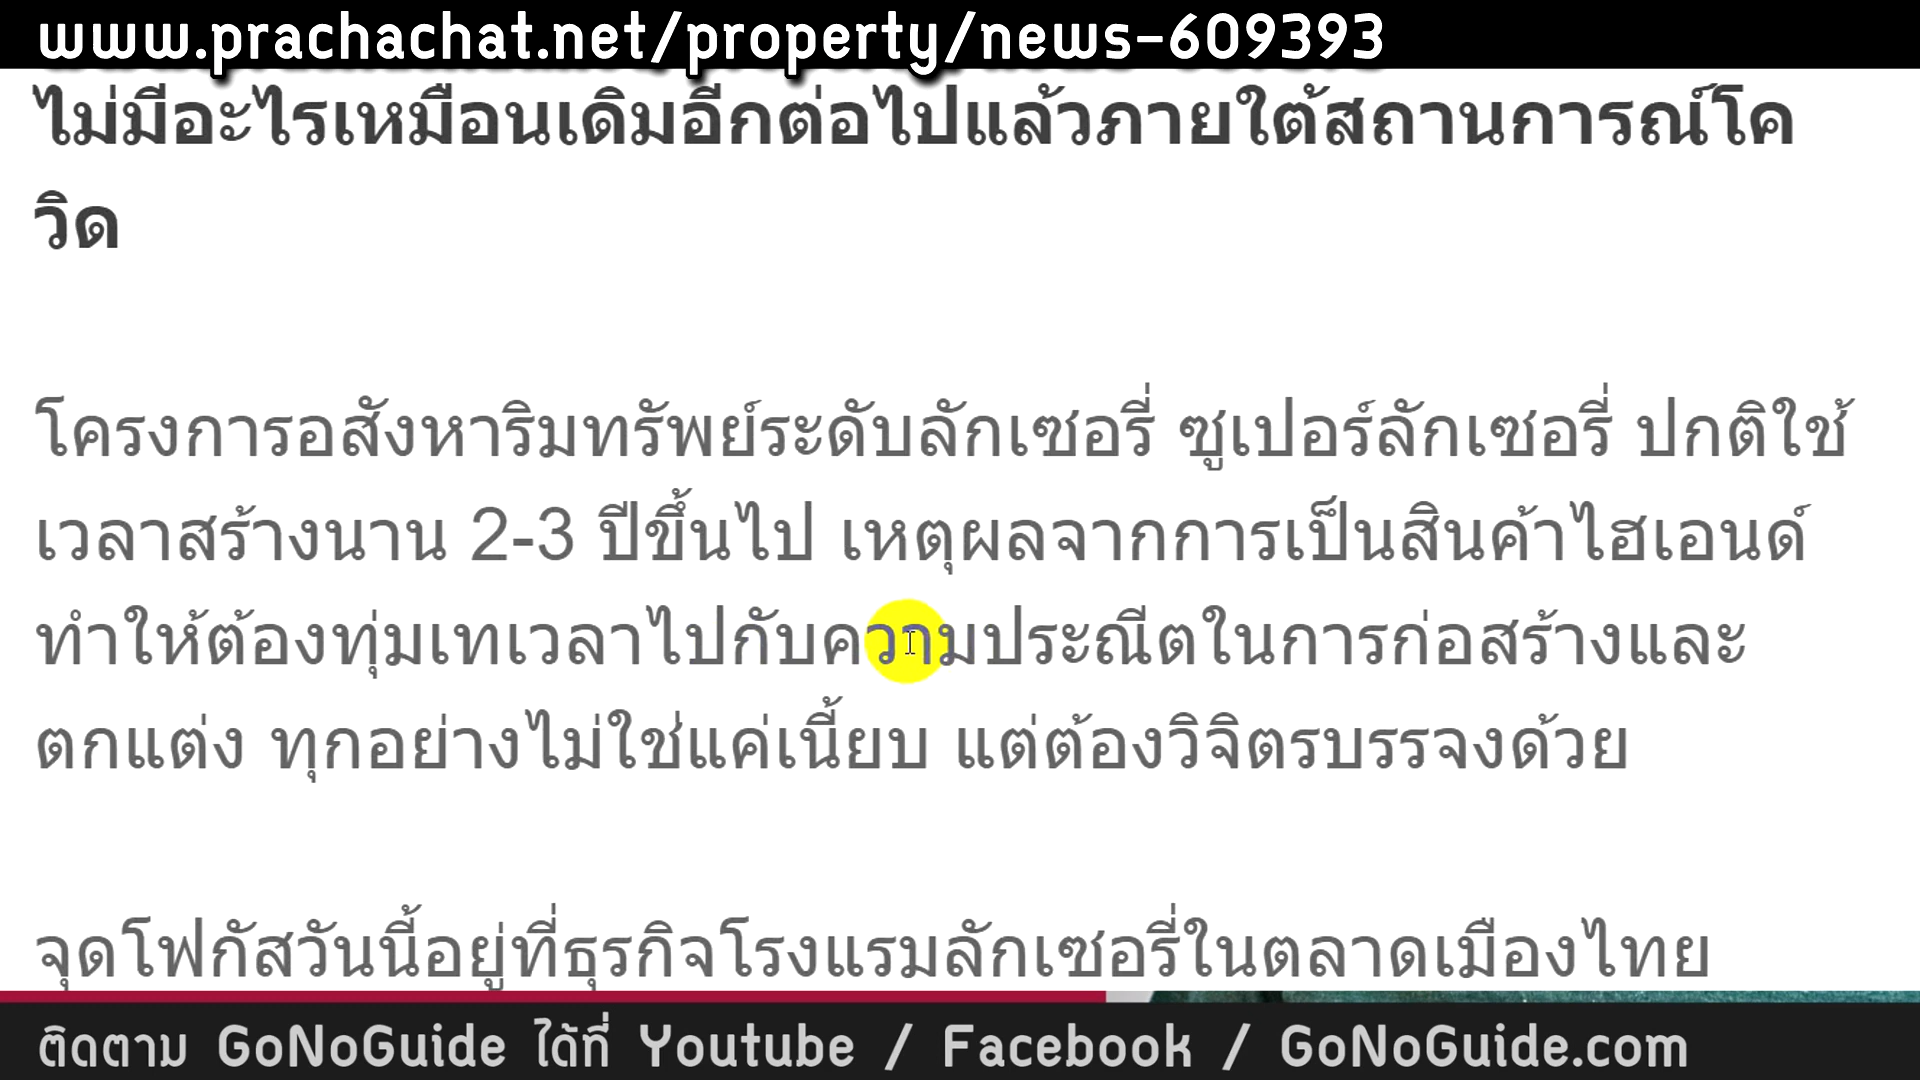 www.prachachat.net/property/news-609393
ไม่มีอะไรเหมือนเดิมอีกต่อไปแล้วภายใต้สถานการณ์โค
วิด
โครงการอสังหาริมทรัพย์ระดับลักเซอรี่ ซูเปอร์ลักเซอรี่ ปกติใช้
เวลาสร้างนาน 2-3 ปีขึ้นไป เหตุผลจากการเป็นสินค้าไฮเอนด์
ทำให้ต้องทุ่มเทเวลาไปกับความประณีตในการก่อสร้างและ
ตกแต่ง ทุกอย่างไม่ใช่แค่เนี้ยบ แต่ต้องวิจิตรบรรจงด้วย
จุดโฟกัสวันนี้อยู่ที่ธุรกิจโรงแรมลักเซอรี่ในตลาดเมืองไทย
ติดตาม GoNoGuide ได้ที่ Youtube / Facebook / GoNoGuide.com